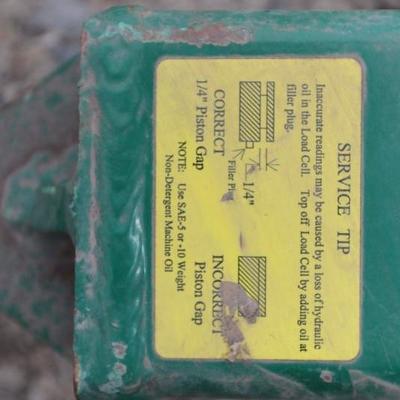 SERVICE TIP
Inaccurate readings may be caused by a loss of hydraulic
oil in the Load Cell. Top off Load Cell by adding oil at
filler plug.
1/4"
Filler
CORRECT
1/4" Piston Gap
INCORRECT
Piston Gap
NOTE: Use SAE-5 or -10 Weight
Non-Detergent Machine Oil